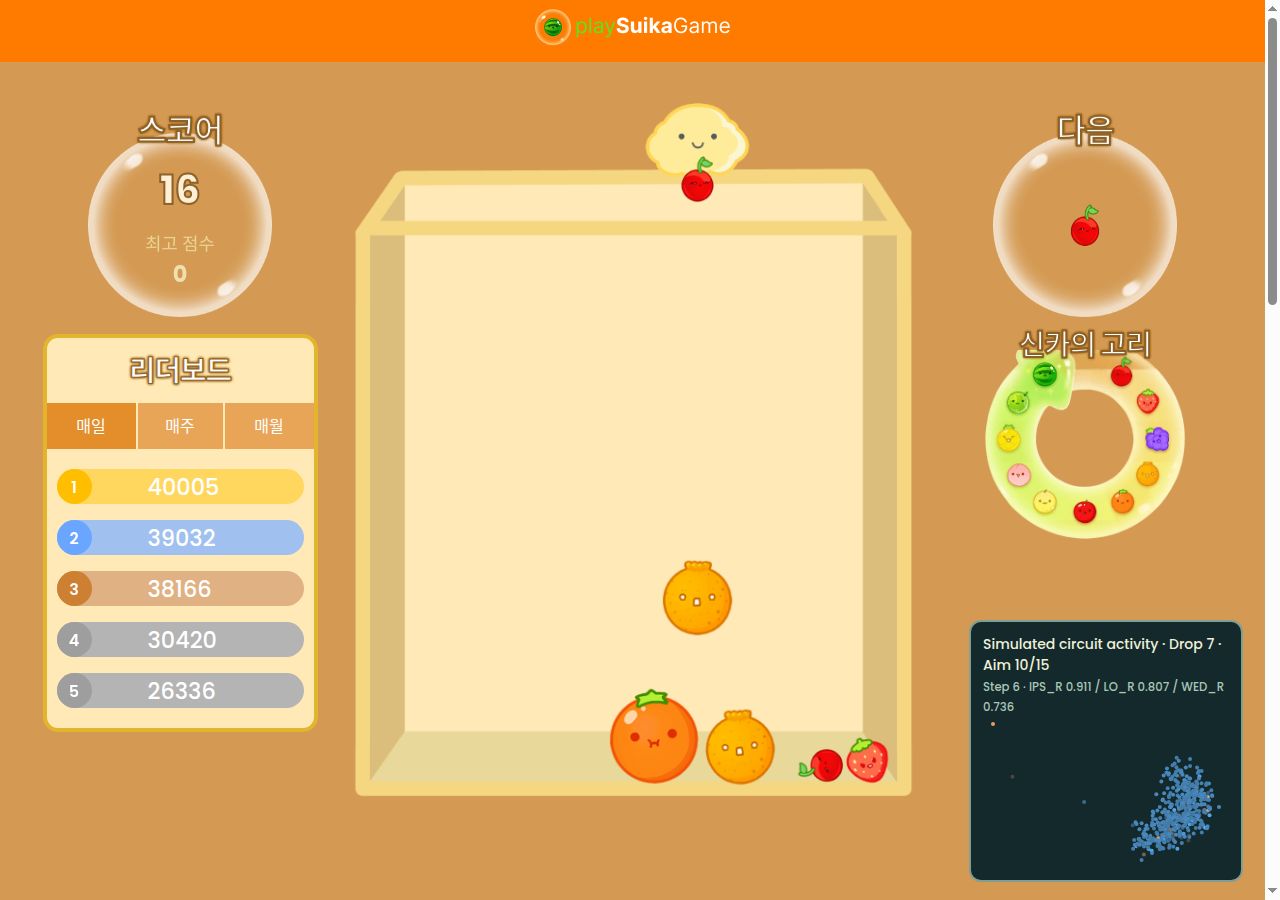 playSuikaGame
스코어
16
최고 점수
0
리더보드
매일 매주 매월
1 40005
2 39032
3 38166
4 30420
5 26336
다음
신카의 고리
Simulated circuit activity · Drop 7 ·
Aim 10/15
Step 6 · IPS_R 0.911 / LO_R 0.807 / WED_R
0.736